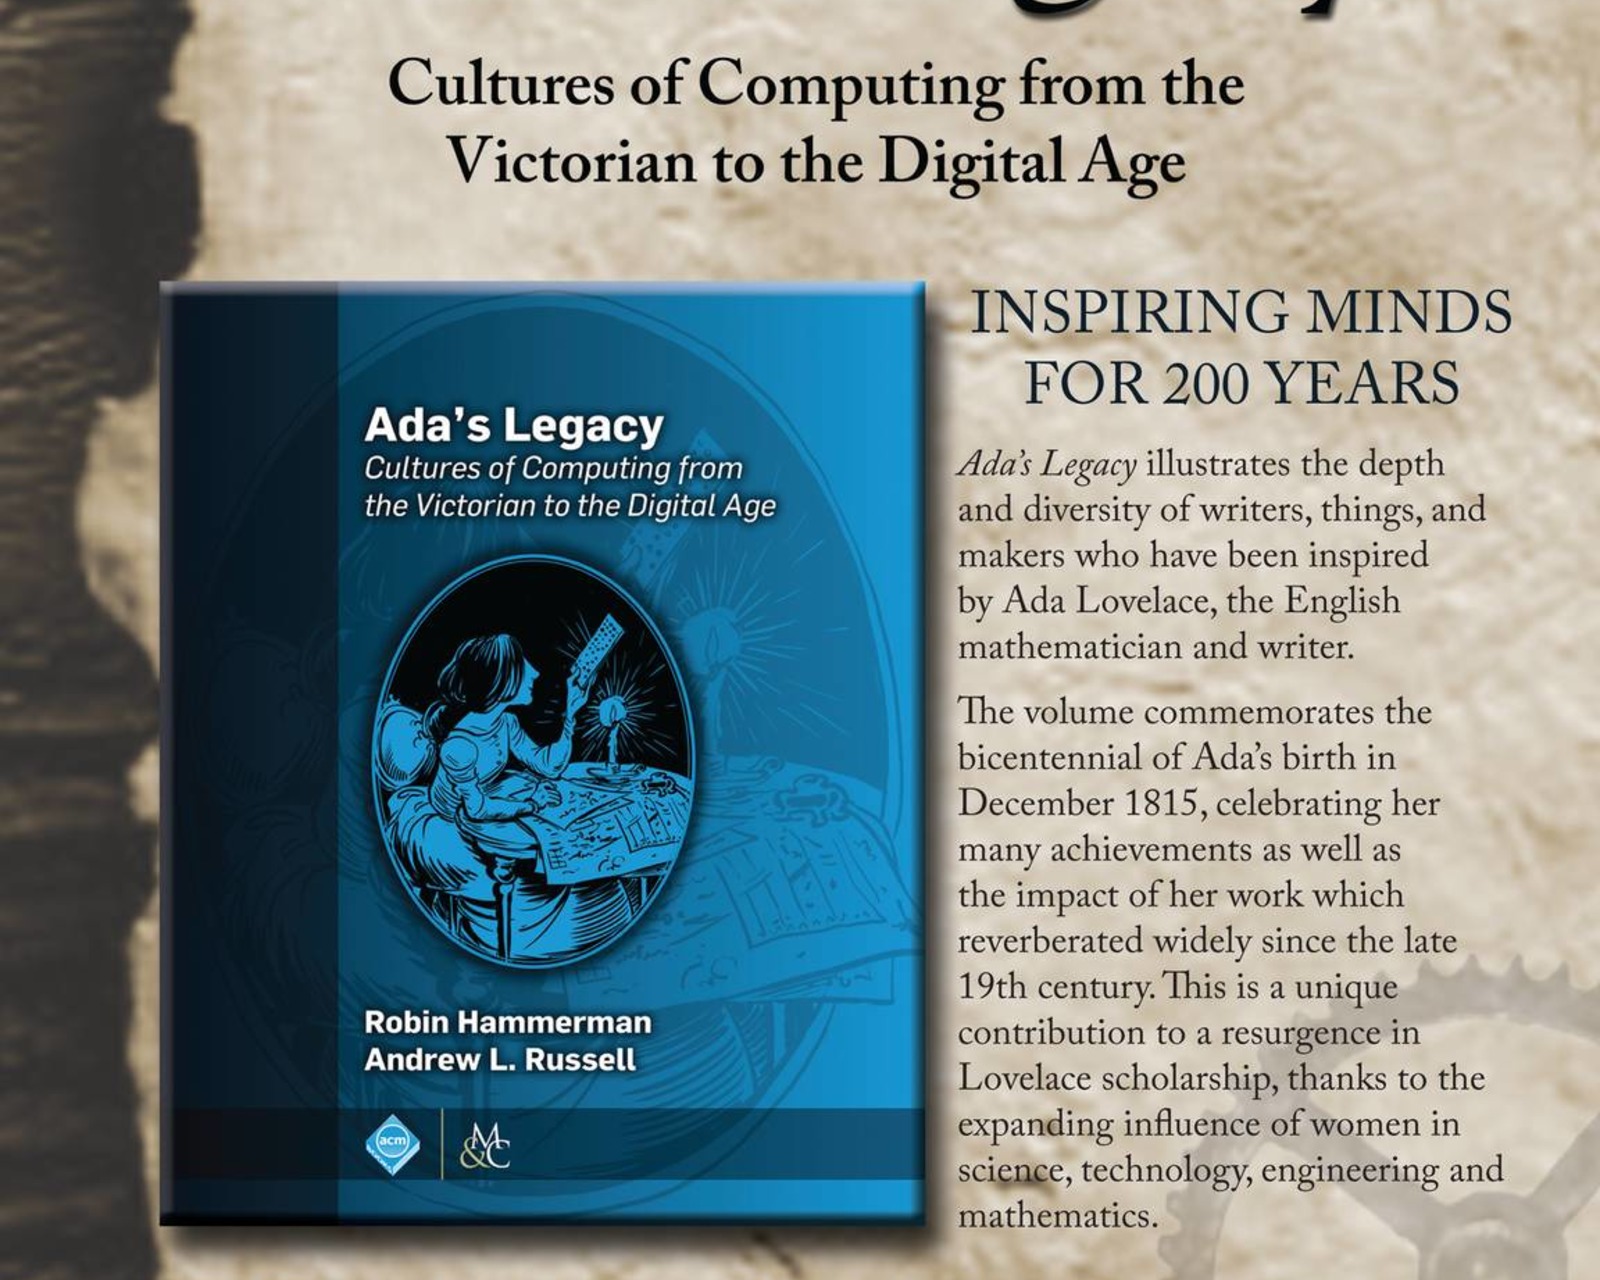 Cultures of Computing from the
Victorian to the Digital Age
Ada's Legacy
Cultures of Computing from
the Victorian to the Digital Age
Robin Hammerman
Andrew L. Russell
acm
M
&C
INSPIRING MINDS
FOR 200 YEARS
Ada's Legacy illustrates the depth
and diversity of writers, things, and
makers who have been inspired
by Ada Lovelace, the English
mathematician and writer.
The volume commemorates the
bicentennial of Ada's birth in
December 1815, celebrating her
many achievements as well as
the impact of her work which
reverberated widely since the late
19th century. This is a unique
contribution to a resurgence in
Lovelace scholarship, thanks to the
expanding influence of women in
science, technology, engineering and
mathematics.